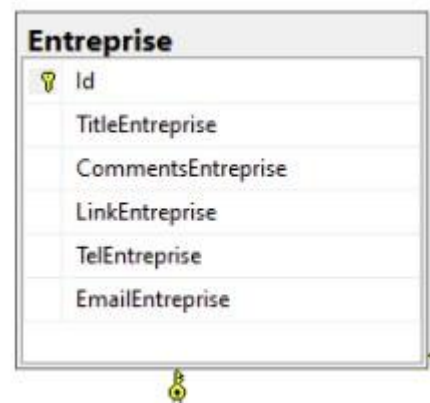 Entreprise
Id
TitleEntreprise
CommentsEntreprise
LinkEntreprise
TelEntreprise
EmailEntreprise